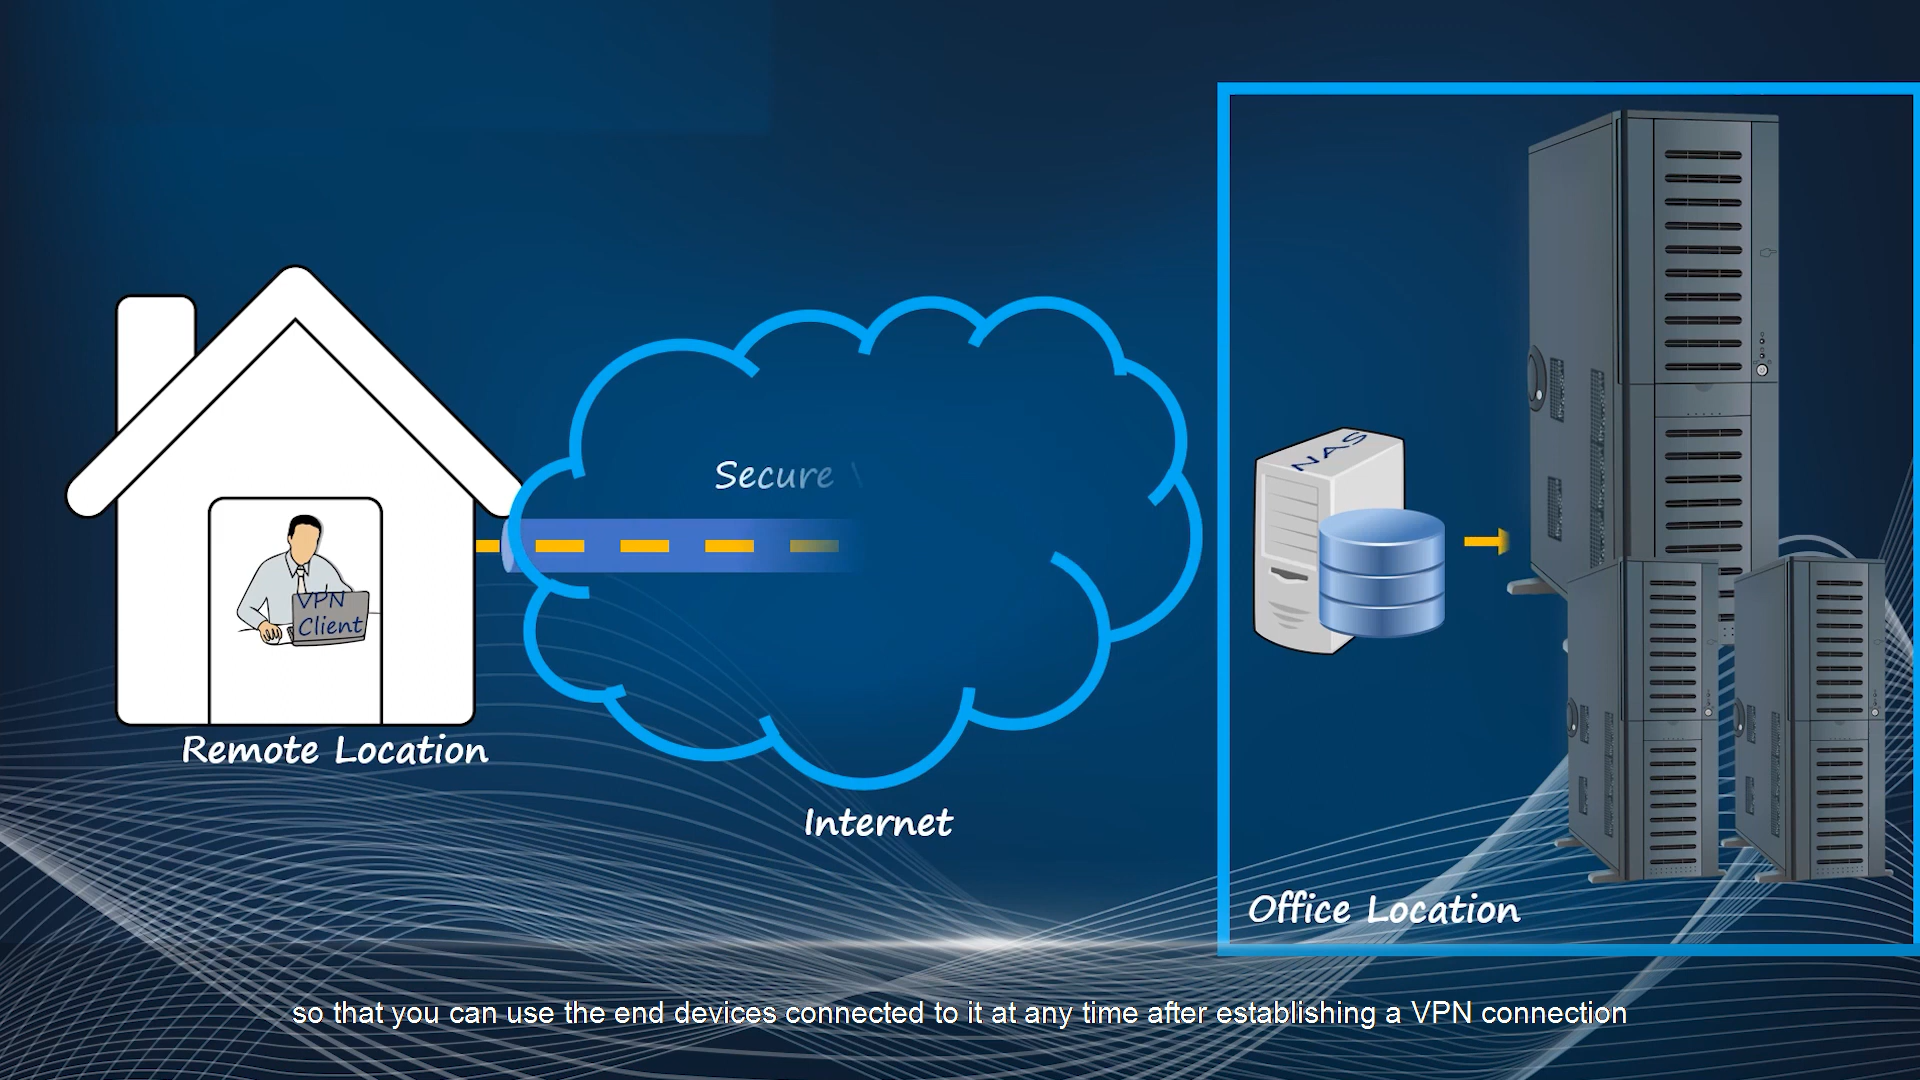 NAS
Secure
VPN
Client
Remote Location
Internet
Office Location
so that you can use the end devices connected to it at any time after establishing a VPN connection